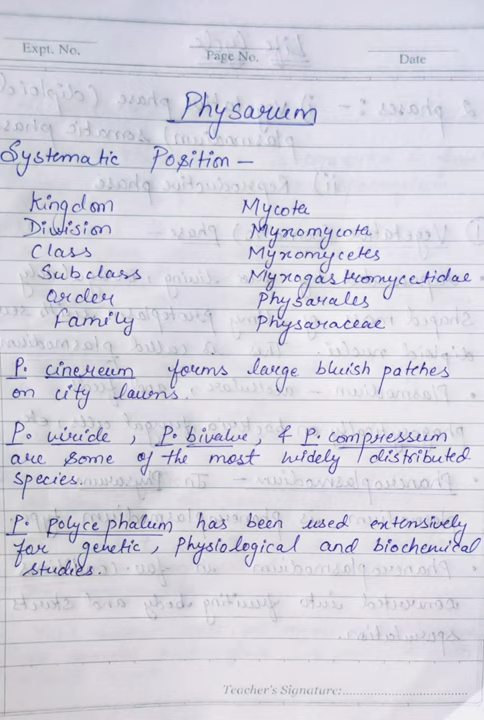 Expt. No.
Page No.
Date
Physarum
Systematic Position —
Kingdom Mycota
Division Myxomycota
Class Myxomycetes
Subclass Myxogastromycetidae
Order Physarales
Family Physaraceae
P. cinereum forms large bluish patches
on city lawns.
P. viride, P. bivalve, & P. compressum
are some of the most widely distributed
species.
P. polycephalum has been used extensively
for genetic, physiological and biochemical
studies.
Teacher's Signature: